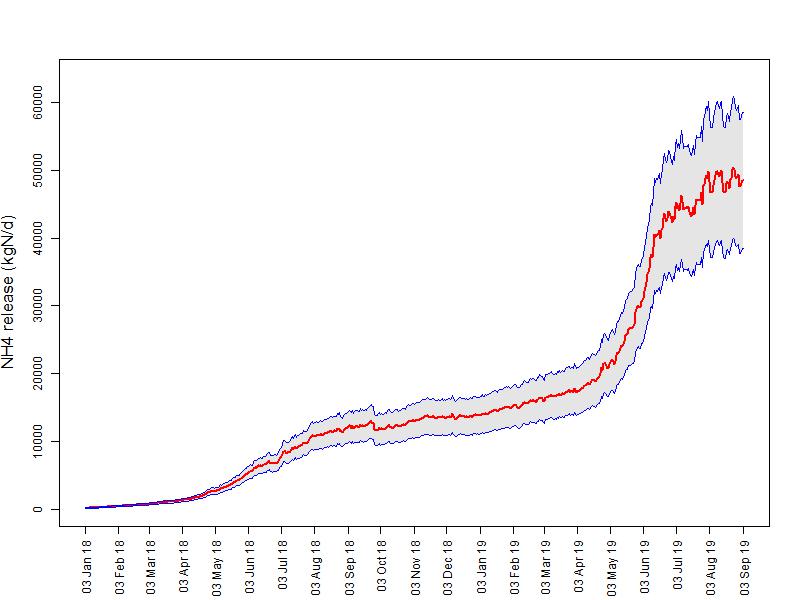 NH4 release (kgN/d)
60000
50000
40000
30000
20000
10000
0
03 Jan 18
03 Feb 18
03 Mar 18
03 Apr 18
03 May 18
03 Jun 18
03 Jul 18
03 Aug 18
03 Sep 18
03 Oct 18
03 Nov 18
03 Dec 18
03 Jan 19
03 Feb 19
03 Mar 19
03 Apr 19
03 May 19
03 Jun 19
03 Jul 19
03 Aug 19
03 Sep 19